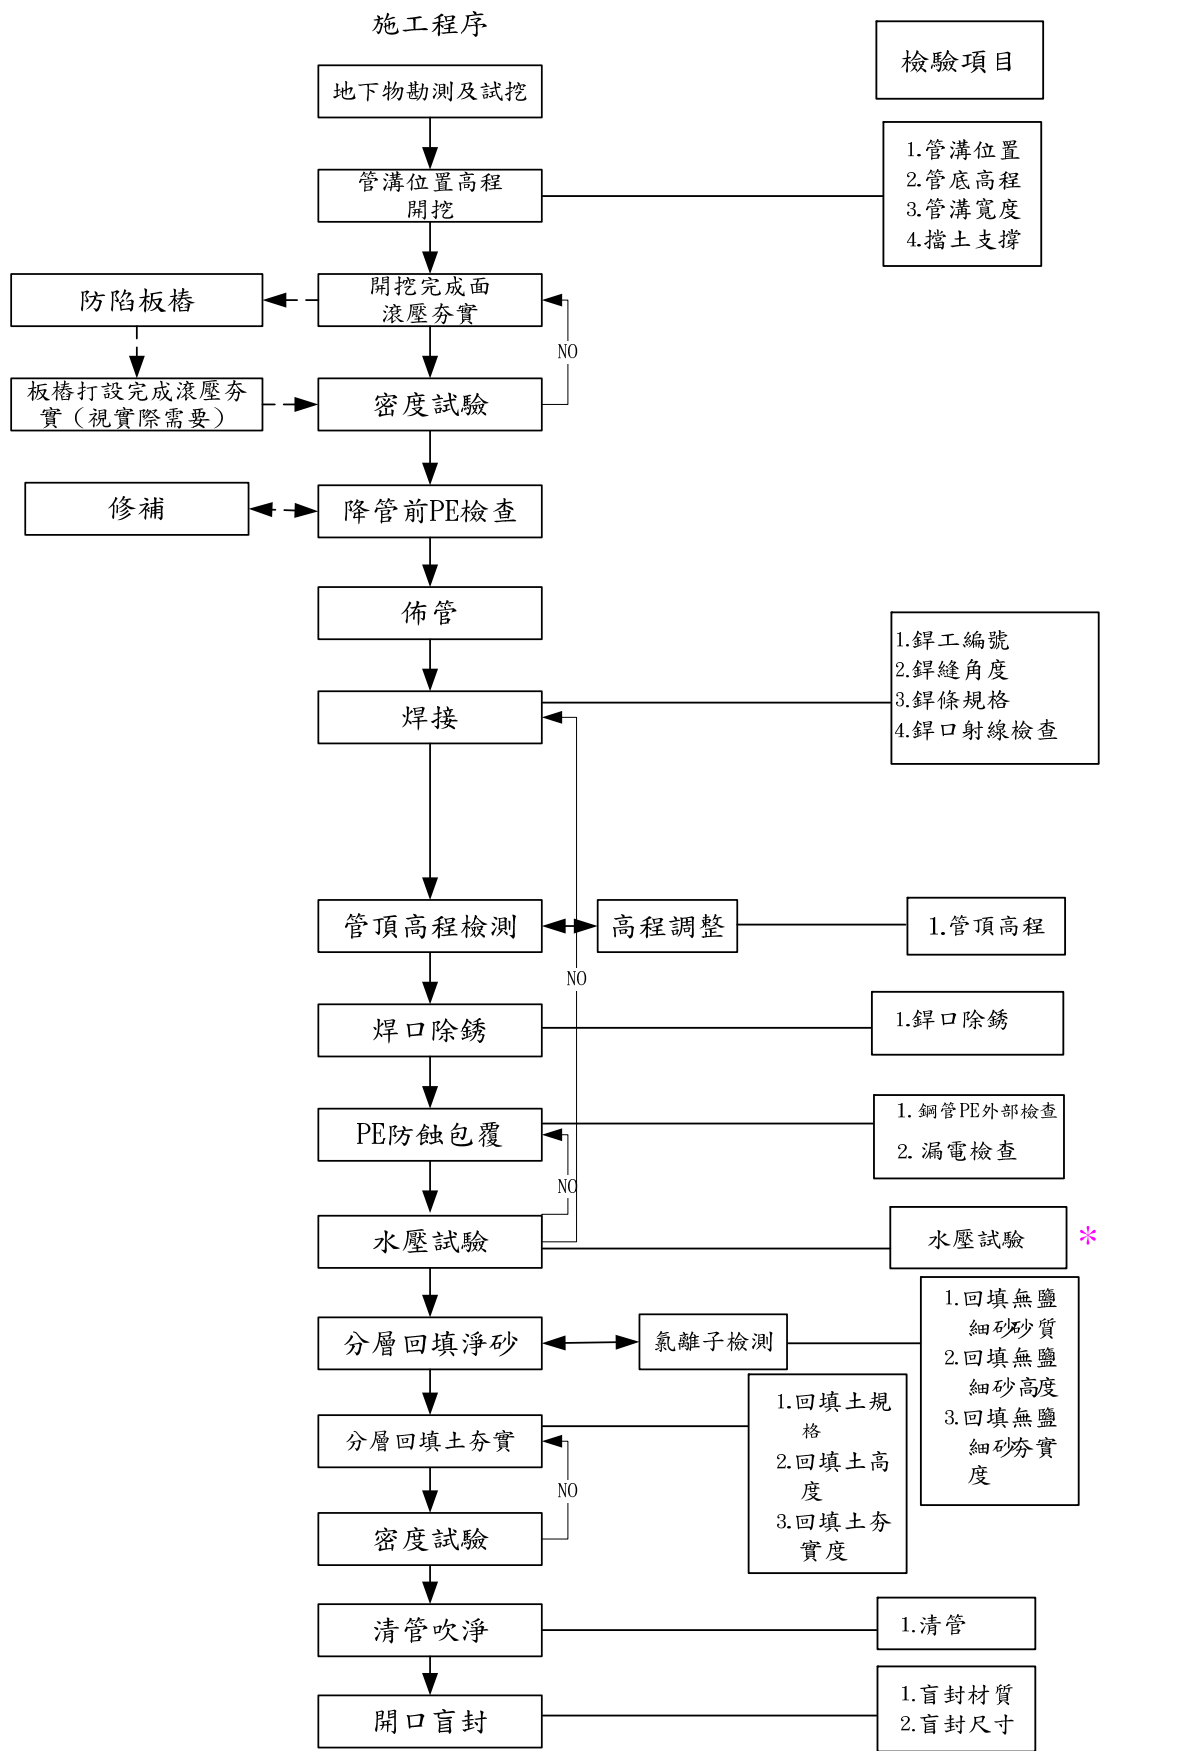 施工程序
檢驗項目
地下物勘測及試挖
1.管溝位置
2.管底高程
3.管溝寬度
4.擋土支撐
管溝位置高程
開挖
防陷板樁
開挖完成面
滾壓夯實
NO
板樁打設完成滾壓夯
實（視實際需要）
密度試驗
修補
降管前PE檢查
佈管
1.銲工編號
2.銲縫角度
3.銲條規格
4.銲口射線檢查
焊接
管頂高程檢測
高程調整
1.管頂高程
NO
焊口除銹
1.銲口除銹
PE防蝕包覆
1. 鋼管PE外部檢查
2. 漏電檢查
NO
水壓試驗
水壓試驗
*
分層回填淨砂
氯離子檢測
1.回填無鹽
細砂砂質
2.回填無鹽
細砂高度
3.回填無鹽
細砂夯實
度
分層回填土夯實
1.回填土規
格
2.回填土高
度
3.回填土夯
實度
NO
密度試驗
清管吹淨
1.清管
開口盲封
1.盲封材質
2.盲封尺寸